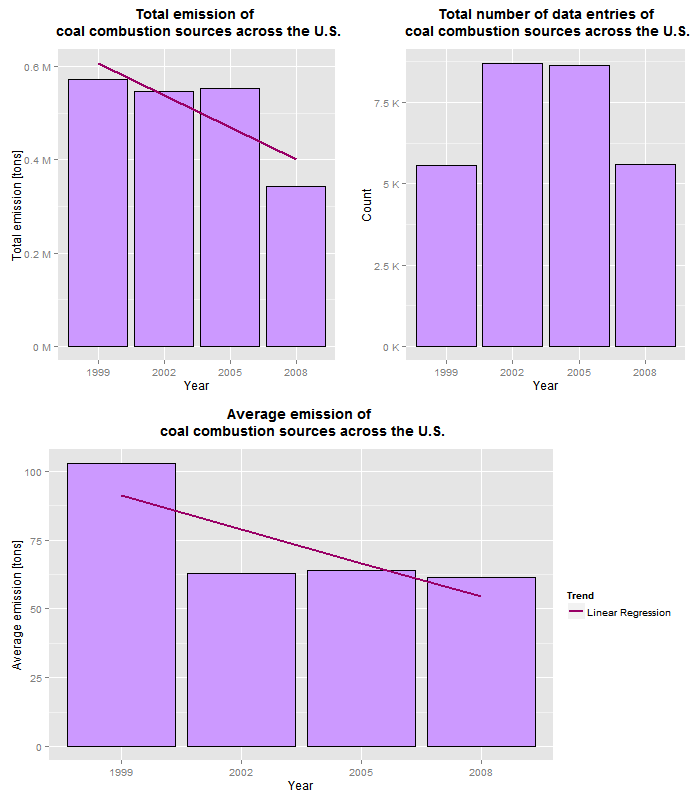 Total emission of
coal combustion sources across the U.S.
Total emission [tons]
0.6 M
0.4 M
0.2 M
0 M
1999 2002 2005 2008
Year
Total number of data entries of
coal combustion sources across the U.S.
Count
7.5 K
5 K
2.5 K
0 K
1999 2002 2005 2008
Year
Average emission of
coal combustion sources across the U.S.
Average emission [tons]
100
75
50
25
0
1999 2002 2005 2008
Year
Trend
Linear Regression